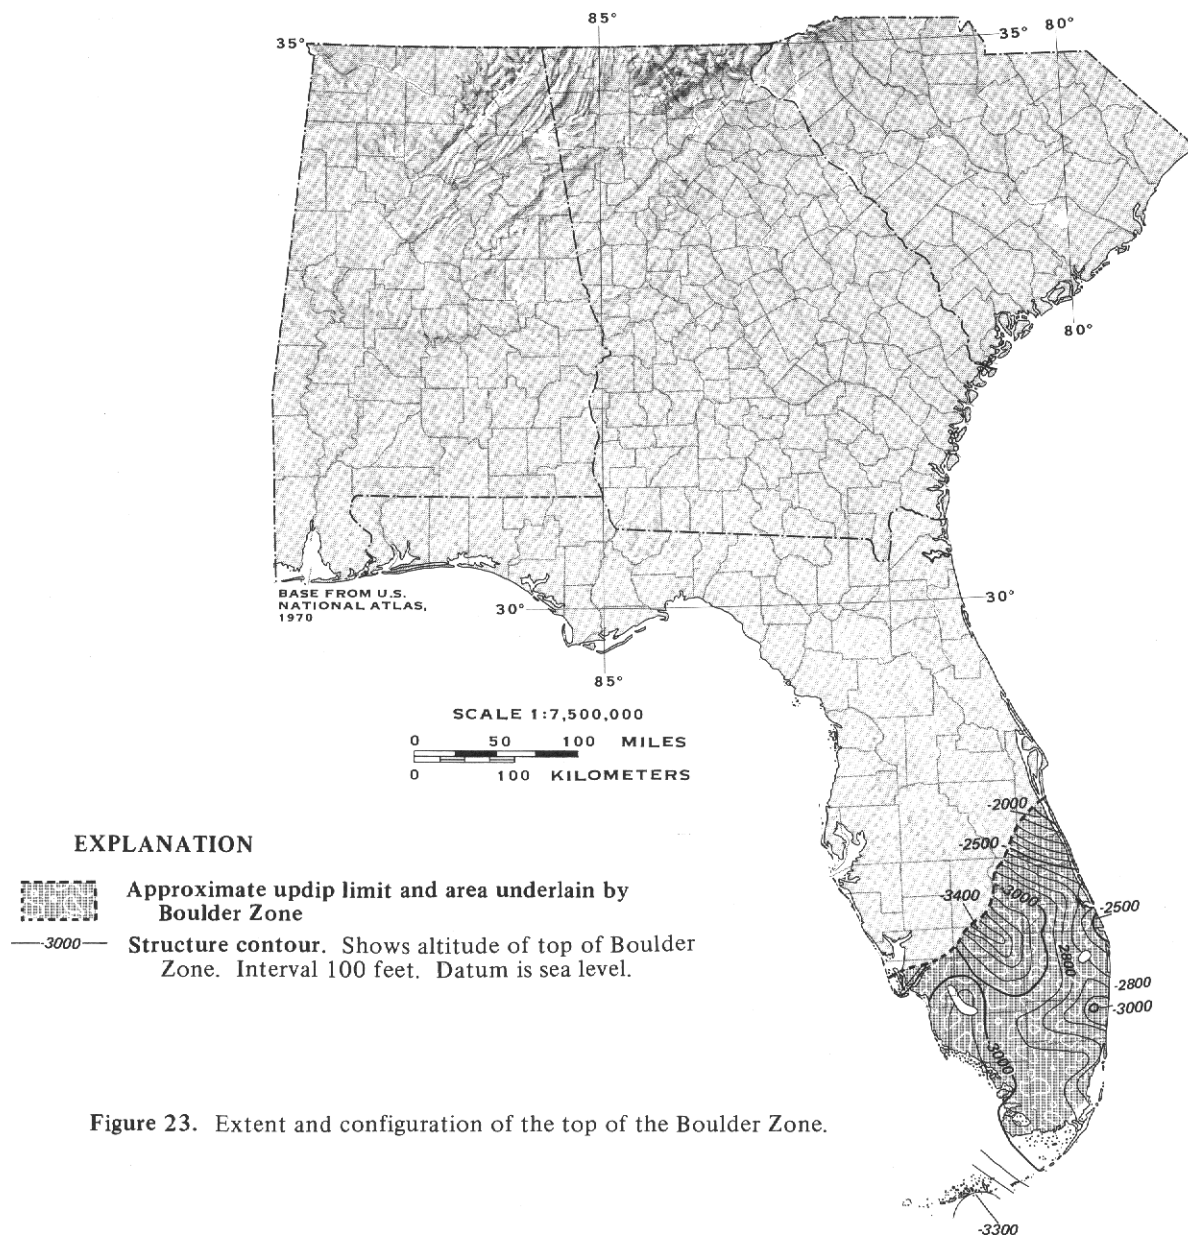 85°
35°
35°
80°
80°
BASE FROM U.S.
NATIONAL ATLAS,
1970
30°
30°
85°
SCALE 1:7,500,000
0 50 100 MILES
0 100 KILOMETERS
-2000
-2500
-3400
-3000
-2500
2800
-2800
-3000
3000
-3300
EXPLANATION
Approximate updip limit and area underlain by
Boulder Zone
-3000
Structure contour. Shows altitude of top of Boulder
Zone. Interval 100 feet. Datum is sea level.
Figure 23. Extent and configuration of the top of the Boulder Zone.